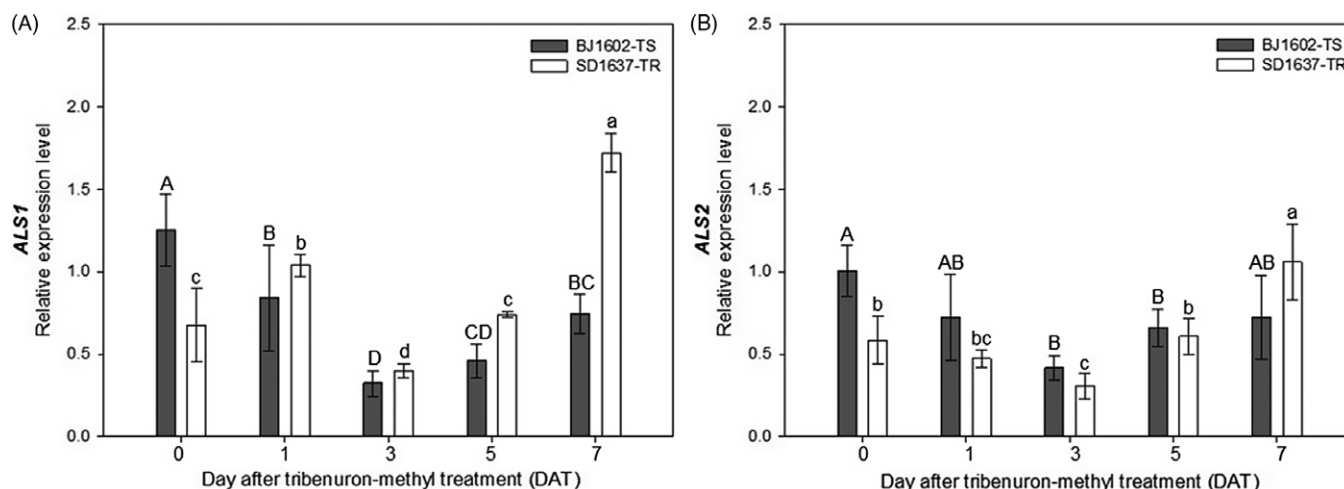 (A)
2.5
2.0
1.5
1.0
0.5
0.0
ALS1
Relative expression level
BJ1602-TS
SD1637-TR
A
c
B
b
D
d
CD
c
BC
a
0 1 3 5 7
Day after tribenuron-methyl treatment (DAT)
(B)
2.5
2.0
1.5
1.0
0.5
0.0
ALS2
Relative expression level
BJ1602-TS
SD1637-TR
A
b
AB
bc
B
c
B
b
AB
a
0 1 3 5 7
Day after tribenuron-methyl treatment (DAT)